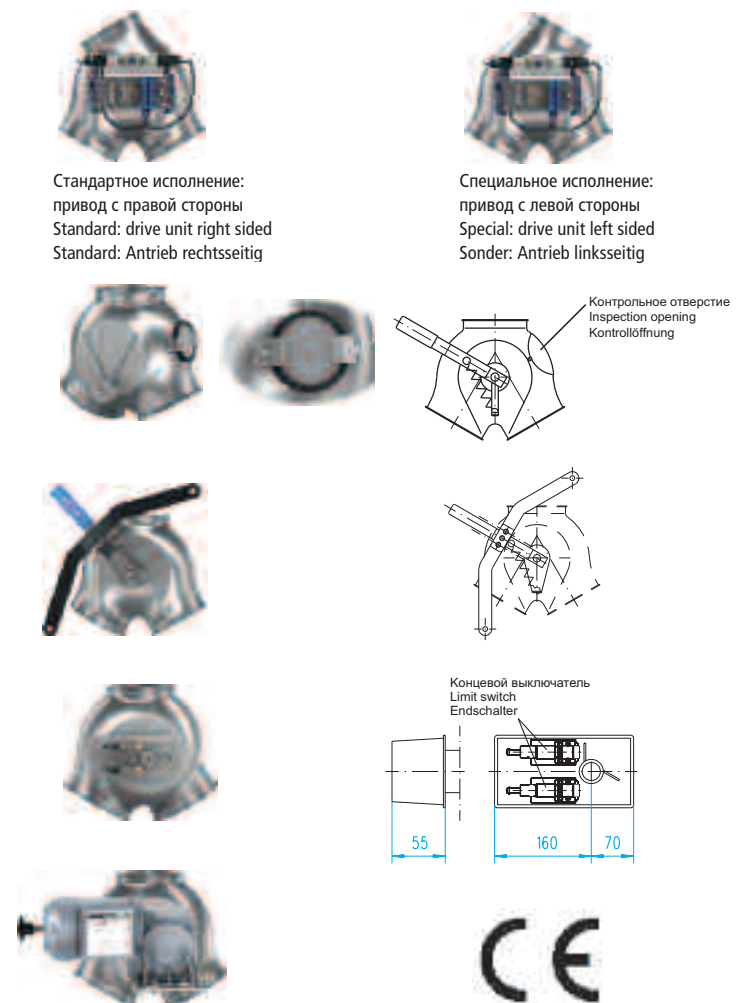 Стандартное исполнение:
привод с правой стороны
Standard: drive unit right sided
Standard: Antrieb rechtsseitig
Специальное исполнение:
привод с левой стороны
Special: drive unit left sided
Sonder: Antrieb linksseitig
Контрольное отверстие
Inspection opening
Kontrollöffnung
Концевой выключатель
Limit switch
Endschalter
55
160
70
CE